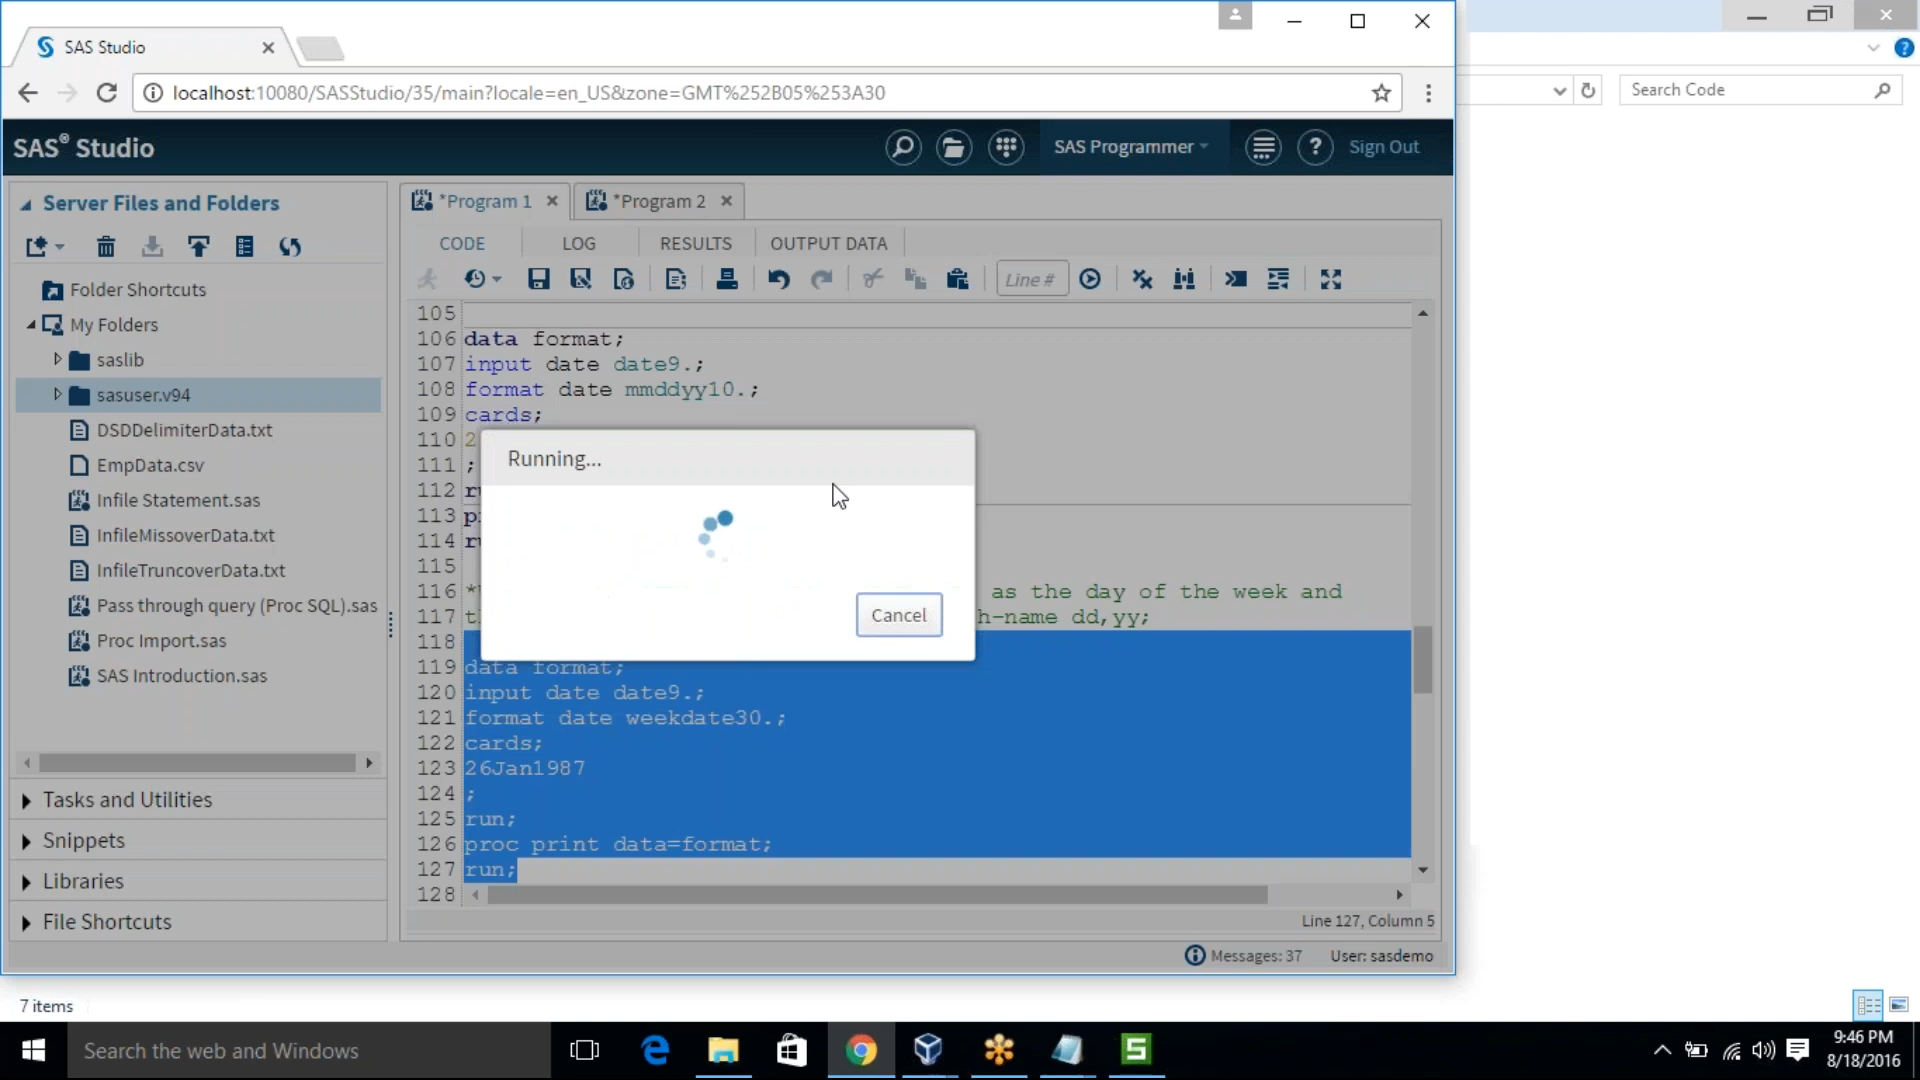 SAS Studio
localhost:10080/SASStudio/35/main?locale=en_US&zone=GMT%252B05%253A30
Search Code
SAS® Studio
SAS Programmer
?
Sign Out
Server Files and Folders
Folder Shortcuts
My Folders
saslib
sasuser.v94
DSDDelimiterData.txt
EmpData.csv
Infile Statement.sas
InfileMissoverData.txt
InfileTruncoverData.txt
Pass through query (Proc SQL).sas
Proc Import.sas
SAS Introduction.sas
Tasks and Utilities
Snippets
Libraries
File Shortcuts
*Program 1
*Program 2
CODE LOG RESULTS OUTPUT DATA
Line #
105
106 data format;
107 input date date9.;
108 format date mmddyy10.;
109 cards;
110 2
111 ;
112 r
113 p
114 r
115
116 * as the day of the week and
117 t h-name dd,yy;
118
119 data format;
120 input date date9.;
121 format date weekdate30.;
122 cards;
123 26Jan1987
124 ;
125 run;
126 proc print data=format;
127 run;
128
Running...
Cancel
Line 127, Column 5
Messages: 37 User: sasdemo
7 items
Search the web and Windows
9:46 PM
8/18/2016